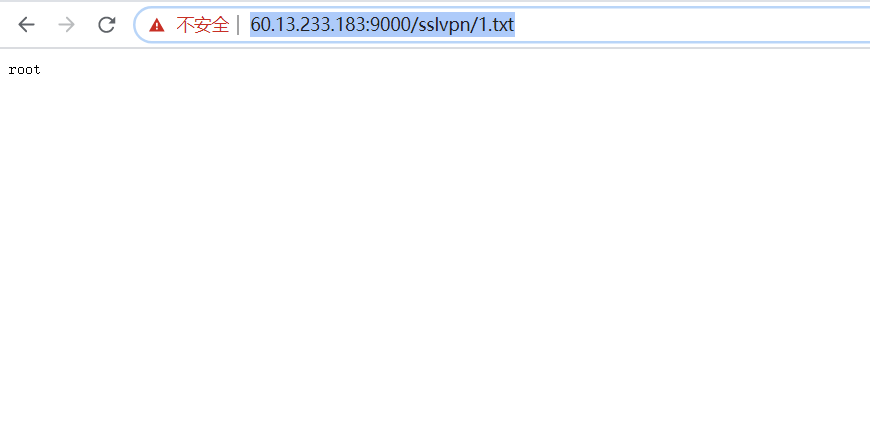 不安全 | 60.13.233.183:9000/sslvpn/1.txt
root